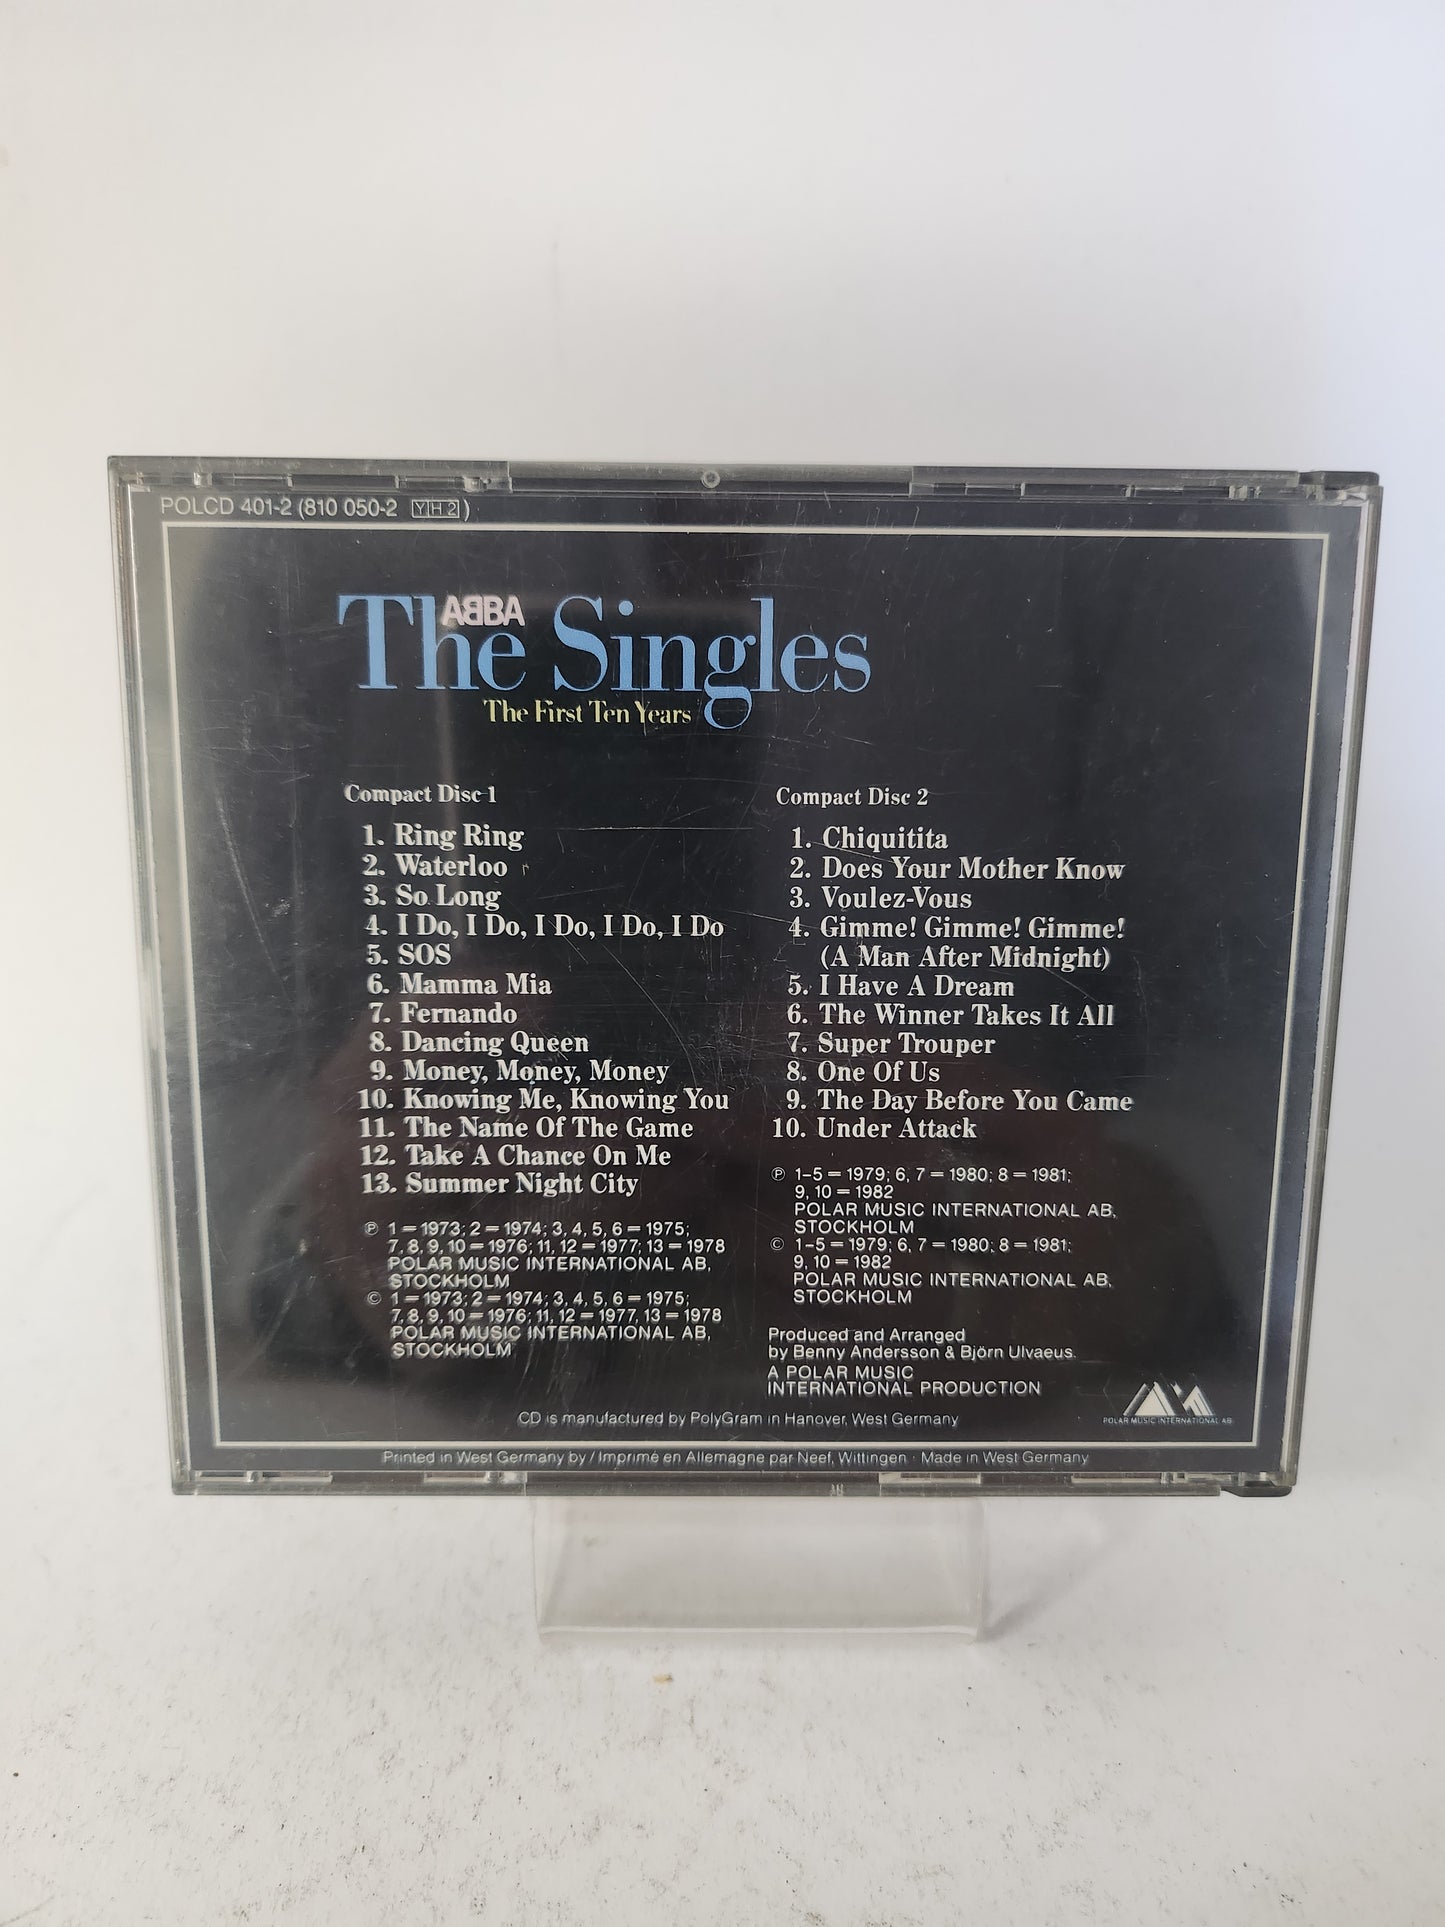 POLCD 401-2 (810 050-2 Y|H 2)
ABBA
The Singles
The First Ten Years
Compact Disc 1
1. Ring Ring
2. Waterloo
3. So Long
4. I Do, I Do, I Do, I Do, I Do
5. SOS
6. Mamma Mia
7. Fernando
8. Dancing Queen
9. Money, Money, Money
10. Knowing Me, Knowing You
11. The Name Of The Game
12. Take A Chance On Me
13. Summer Night City
℗ 1 = 1973; 2 = 1974; 3, 4, 5, 6 = 1975;
7, 8, 9, 10 = 1976; 11, 12 = 1977; 13 = 1978
POLAR MUSIC INTERNATIONAL AB,
STOCKHOLM
© 1 = 1973; 2 = 1974; 3, 4, 5, 6 = 1975;
7, 8, 9, 10 = 1976; 11, 12 = 1977, 13 = 1978
POLAR MUSIC INTERNATIONAL AB,
STOCKHOLM
Compact Disc 2
1. Chiquitita
2. Does Your Mother Know
3. Voulez-Vous
4. Gimme! Gimme! Gimme!
(A Man After Midnight)
5. I Have A Dream
6. The Winner Takes It All
7. Super Trouper
8. One Of Us
9. The Day Before You Came
10. Under Attack
℗ 1–5 = 1979; 6, 7 = 1980; 8 = 1981;
9, 10 = 1982
POLAR MUSIC INTERNATIONAL AB,
STOCKHOLM
© 1–5 = 1979; 6, 7 = 1980; 8 = 1981;
9, 10 = 1982
POLAR MUSIC INTERNATIONAL AB,
STOCKHOLM
Produced and Arranged
by Benny Andersson & Björn Ulvaeus.
A POLAR MUSIC
INTERNATIONAL PRODUCTION
POLAR MUSIC INTERNATIONAL AB
CD is manufactured by PolyGram in Hanover, West Germany
Printed in West Germany by / Imprimé en Allemagne par Neef, Wittingen · Made in West Germany